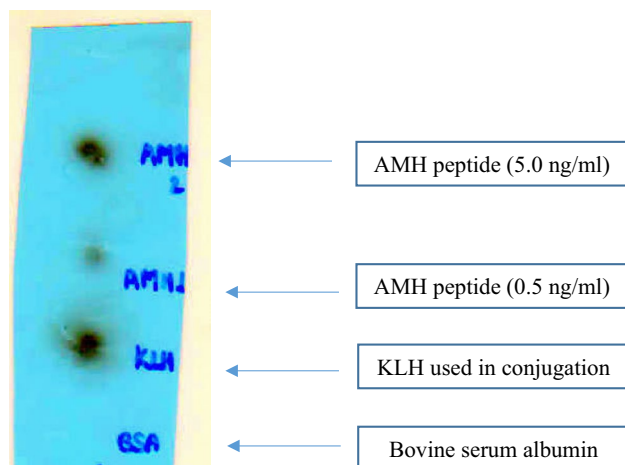 AMH
2
AMH peptide (5.0 ng/ml)
AMH1
AMH peptide (0.5 ng/ml)
KLH
KLH used in conjugation
BSA
Bovine serum albumin